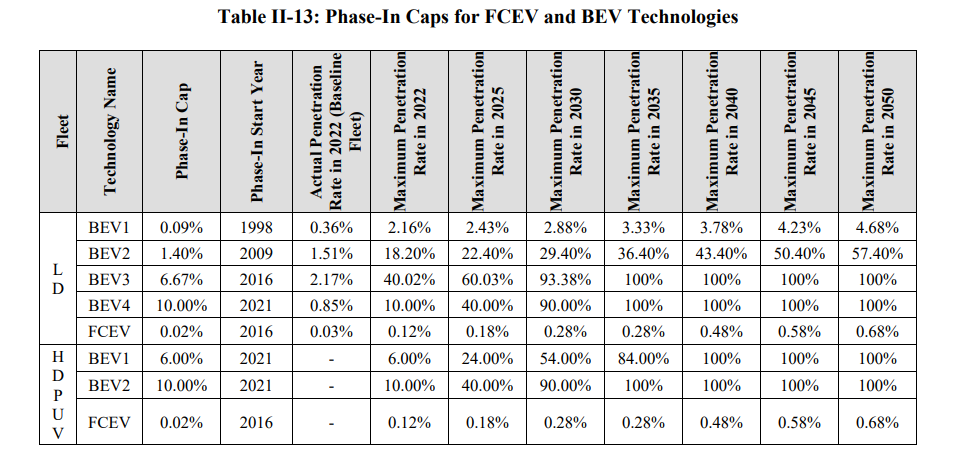 Table II-13: Phase-In Caps for FCEV and BEV Technologies
Fleet
Technology Name
Phase-In Cap
Phase-In Start Year
Actual Penetration
Rate in 2022 (Baseline
Fleet)
Maximum Penetration
Rate in 2022
Maximum Penetration
Rate in 2025
Maximum Penetration
Rate in 2030
Maximum Penetration
Rate in 2035
Maximum Penetration
Rate in 2040
Maximum Penetration
Rate in 2045
Maximum Penetration
Rate in 2050
L
D
BEV1 0.09% 1998 0.36% 2.16% 2.43% 2.88% 3.33% 3.78% 4.23% 4.68%
BEV2 1.40% 2009 1.51% 18.20% 22.40% 29.40% 36.40% 43.40% 50.40% 57.40%
BEV3 6.67% 2016 2.17% 40.02% 60.03% 93.38% 100% 100% 100% 100%
BEV4 10.00% 2021 0.85% 10.00% 40.00% 90.00% 100% 100% 100% 100%
FCEV 0.02% 2016 0.03% 0.12% 0.18% 0.28% 0.28% 0.48% 0.58% 0.68%
H
D
P
U
V
BEV1 6.00% 2021 - 6.00% 24.00% 54.00% 84.00% 100% 100% 100%
BEV2 10.00% 2021 - 10.00% 40.00% 90.00% 100% 100% 100% 100%
FCEV 0.02% 2016 - 0.12% 0.18% 0.28% 0.28% 0.48% 0.58% 0.68%